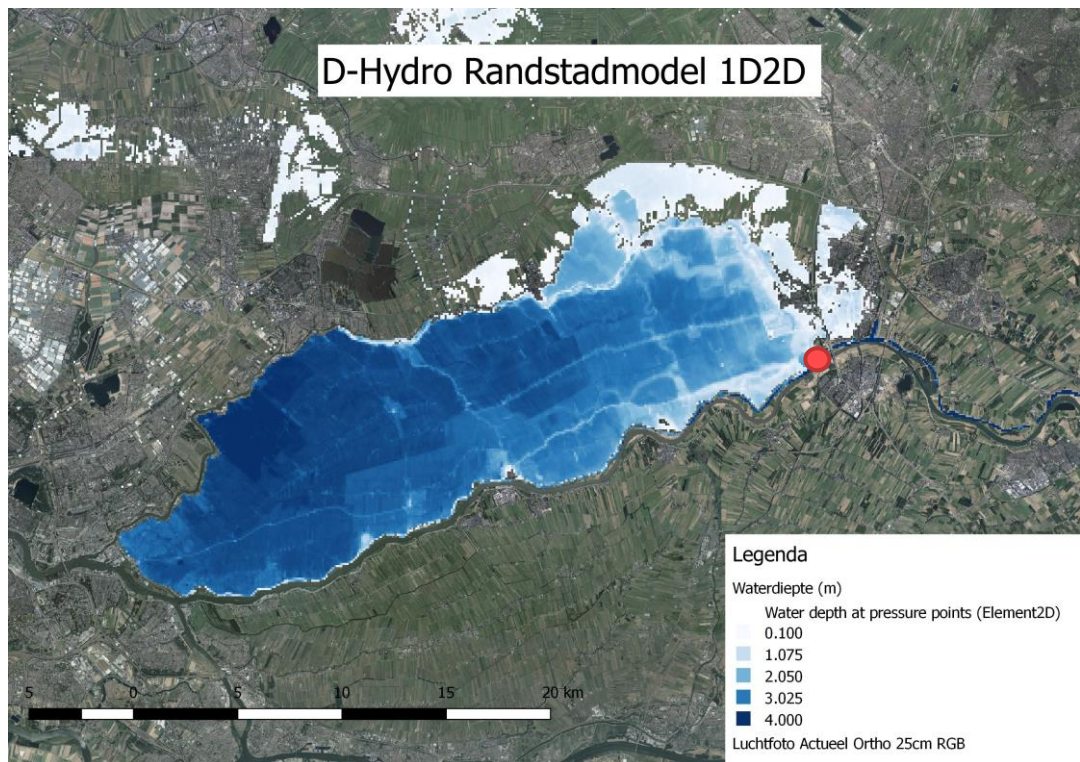 D-Hydro Randstadmodel 1D2D
Legenda
Waterdiepte (m)
Water depth at pressure points (Element2D)
0.100
1.075
2.050
3.025
4.000
Luchtfoto Actueel Ortho 25cm RGB
5 0 5 10 15 20 km